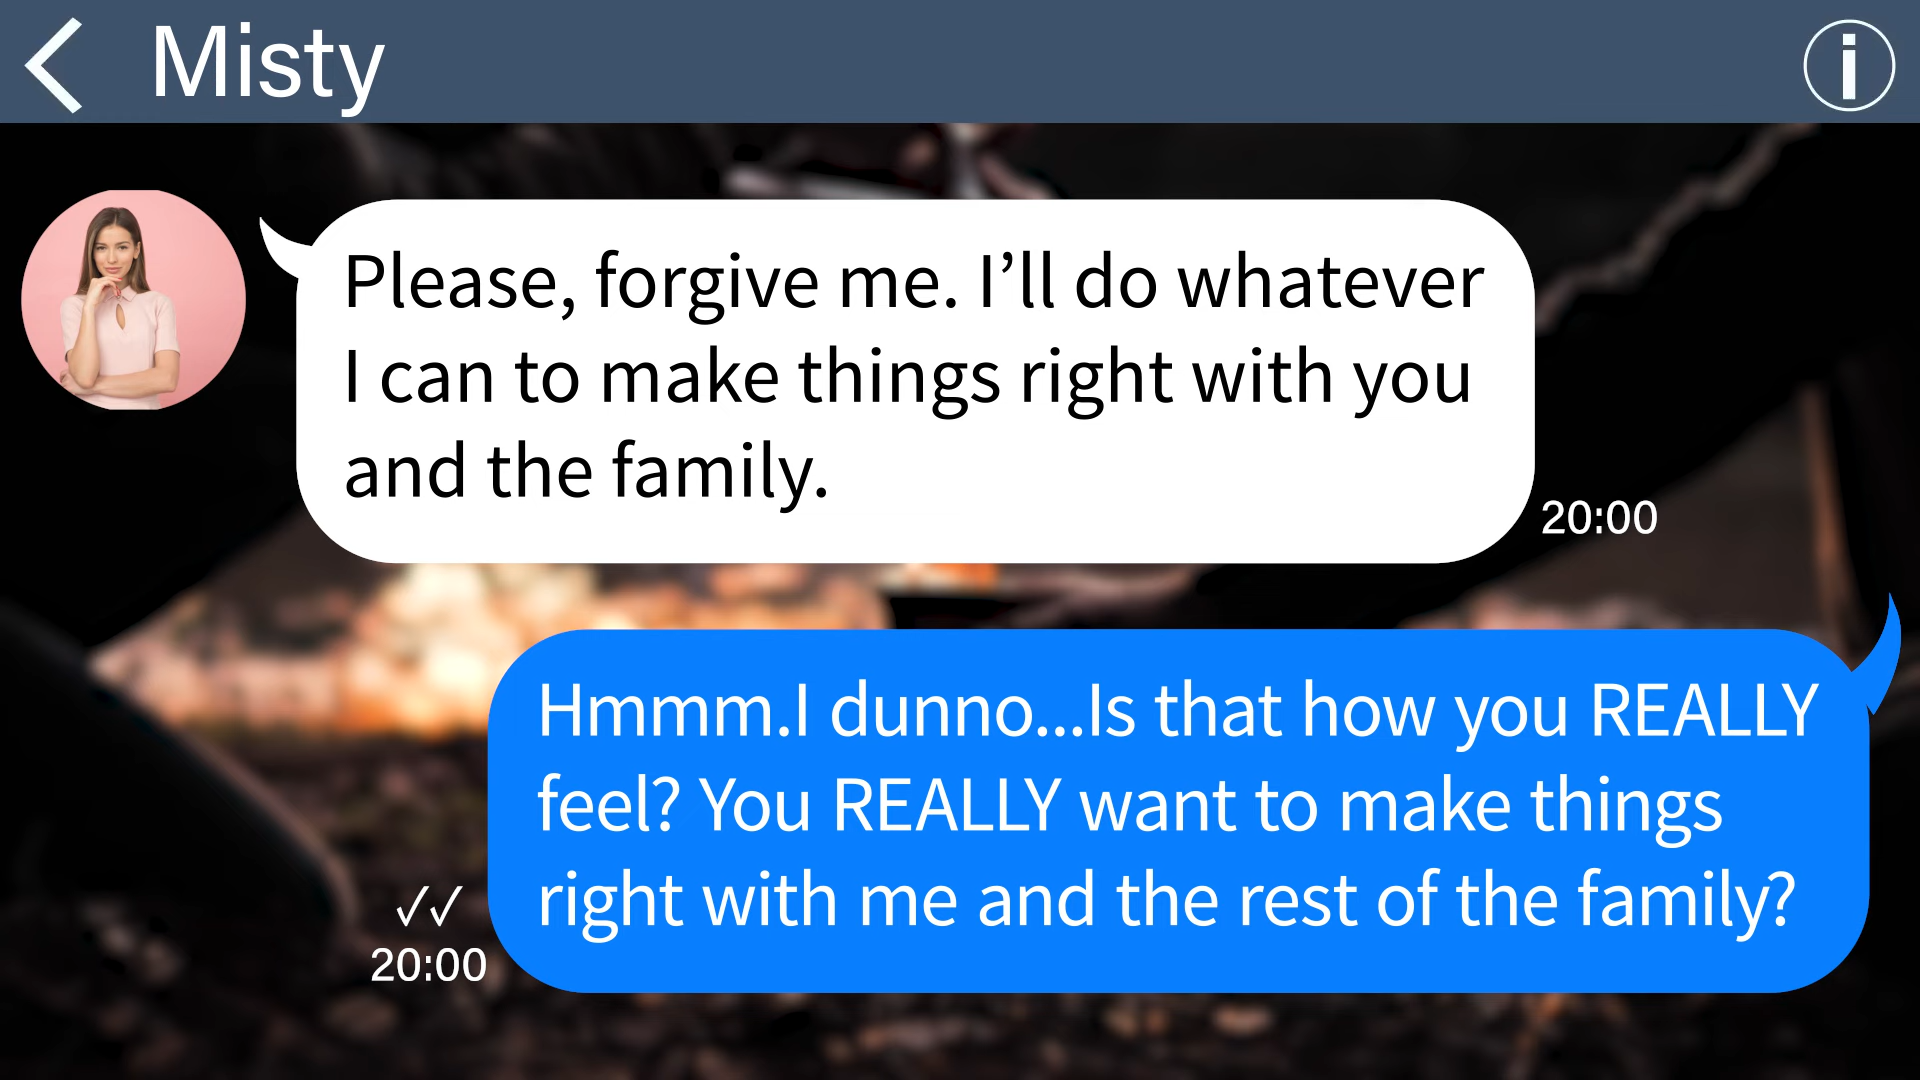 Misty
Please, forgive me. I’ll do whatever
I can to make things right with you
and the family.
20:00
Hmmm.I dunno...Is that how you REALLY
feel? You REALLY want to make things
right with me and the rest of the family?
20:00